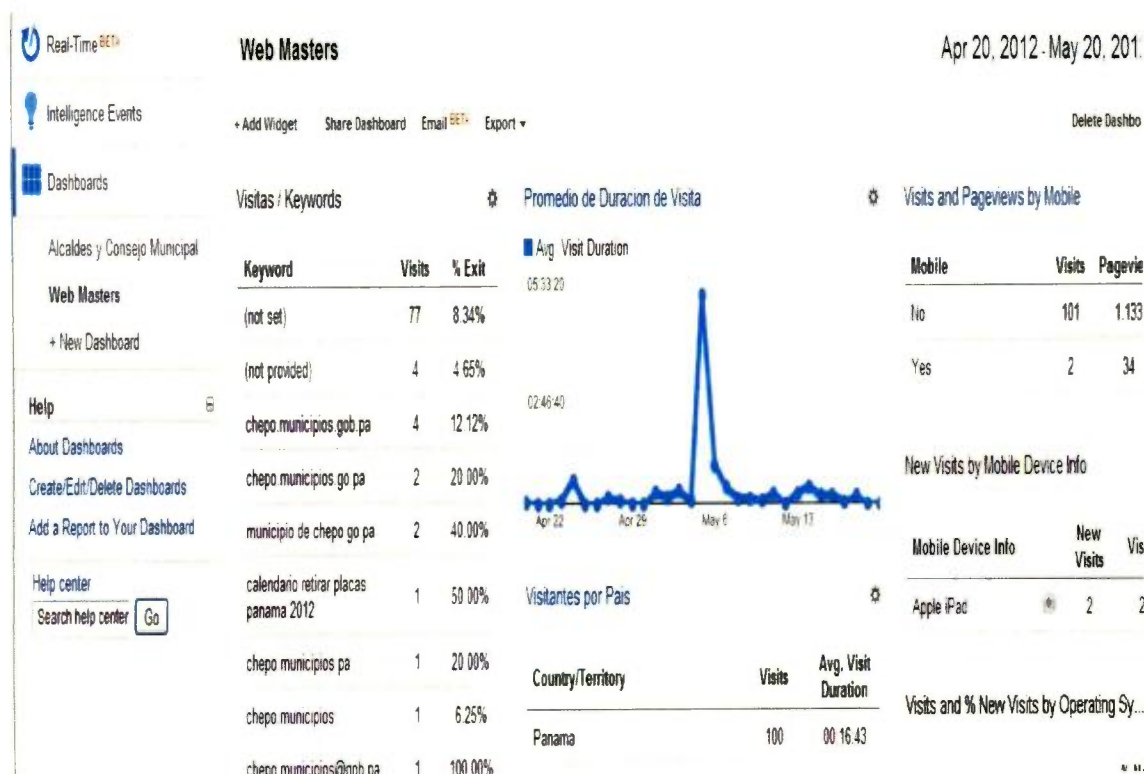 Real-Time BETA
Intelligence Events
Dashboards
Alcaldes y Consejo Municipal
Web Masters
+ New Dashboard
Help
About Dashboards
Create/Edit/Delete Dashboards
Add a Report to Your Dashboard
Help center
Search help center Go
Web Masters
Apr 20, 2012 - May 20, 201
+ Add Widget Share Dashboard Email BETA Export
Delete Dashbo
Visitas / Keywords
Keyword Visits % Exit
(not set) 77 8.34%
(not provided) 4 4.65%
chepo.municipios.gob.pa 4 12.12%
chepo.municipios.go.pa 2 20.00%
municipio de chepo go pa 2 40.00%
calendario retirar placas
panama 2012 1 50.00%
chepo municipios pa 1 20.00%
chepo municipios 1 6.25%
chepo.municipios@gob.pa 1 100.00%
Promedio de Duracion de Visita
Avg. Visit Duration
05:33:20
02:46:40
Apr 22 Apr 29 May 6 May 13
Visitantes por Pais
Country/Territory Visits Avg. Visit
Duration
Panama 100 00:16:43
Visits and Pageviews by Mobile
Mobile Visits Pagevie
No 101 1.133
Yes 2 34
New Visits by Mobile Device Info
Mobile Device Info New
Visits Vis
Apple iPad 2 2
Visits and % New Visits by Operating Sy...